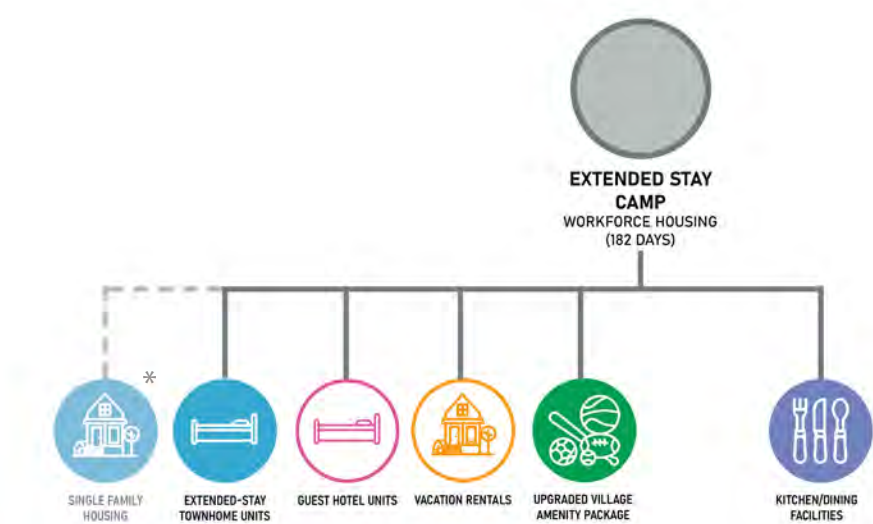 EXTENDED STAY
CAMP
WORKFORCE HOUSING
(182 DAYS)
*
SINGLE FAMILY
HOUSING
EXTENDED-STAY
TOWNHOME UNITS
GUEST HOTEL UNITS
VACATION RENTALS
UPGRADED VILLAGE
AMENITY PACKAGE
KITCHEN/DINING
FACILITIES